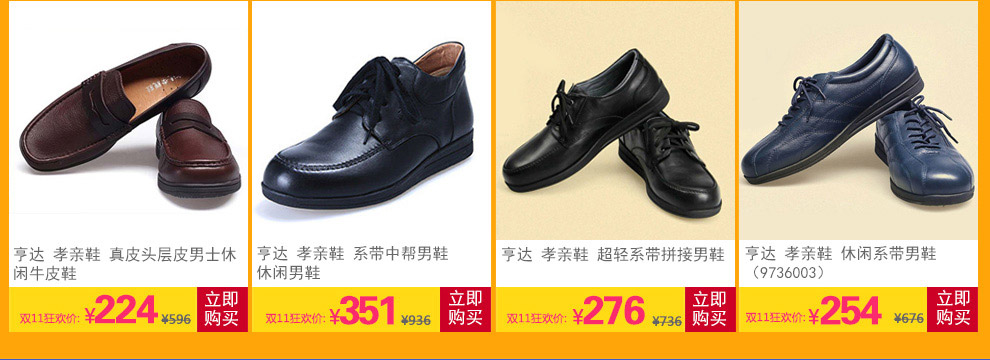 亨达 孝亲鞋 真皮头层皮男士休
闲牛皮鞋
双11狂欢价: ¥224 ¥596
立即
购买
亨达 孝亲鞋 系带中帮男鞋
休闲男鞋
双11狂欢价: ¥351 ¥936
立即
购买
亨达 孝亲鞋 超轻系带拼接男鞋
双11狂欢价: ¥276 ¥736
立即
购买
亨达 孝亲鞋 休闲系带男鞋
（9736003）
双11狂欢价: ¥254 ¥676
立即
购买